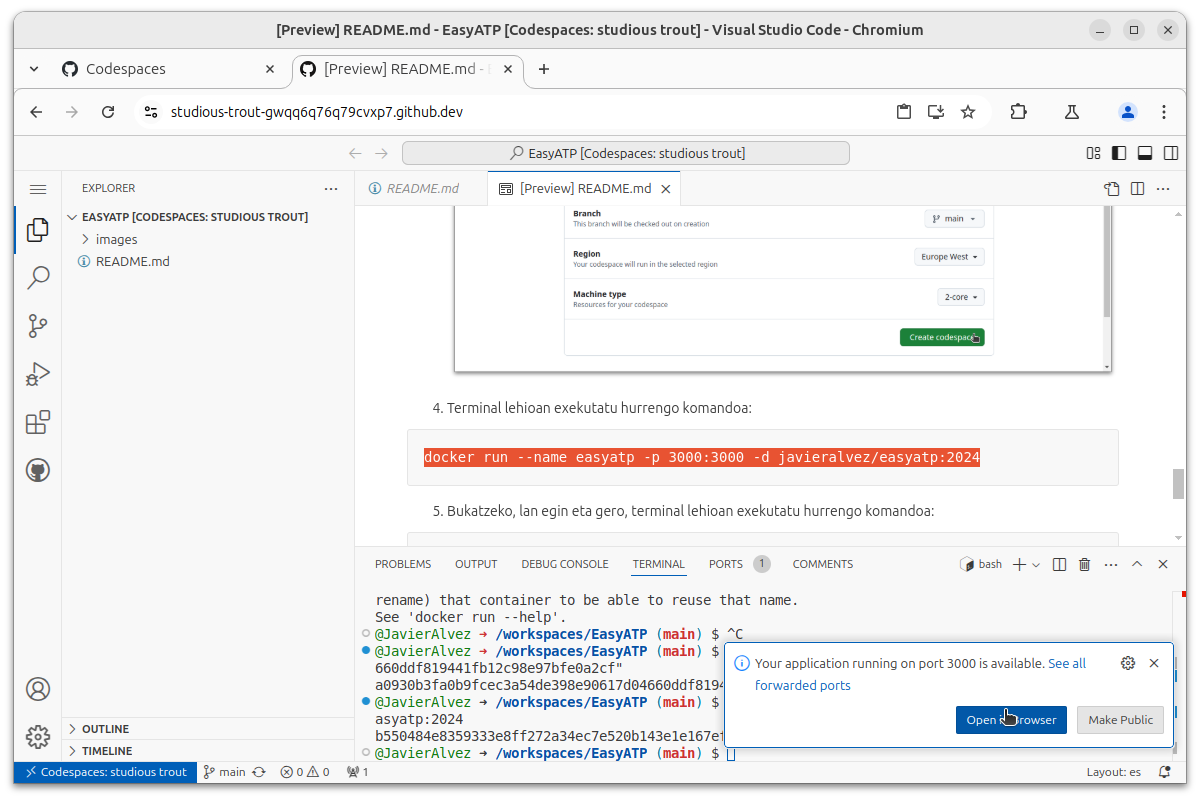 [Preview] README.md - EasyATP [Codespaces: studious trout] - Visual Studio Code - Chromium
Codespaces
[Preview] README.md -
studious-trout-gwqq6q76q79cvxp7.github.dev
EasyATP [Codespaces: studious trout]
EXPLORER
EASYATP [CODESPACES: STUDIOUS TROUT]
images
README.md
OUTLINE
TIMELINE
README.md
[Preview] README.md
Branch
This branch will be checked out on creation
main
Region
Your codespace will run in the selected region
Europe West
Machine type
Resources for your codespace
2-core
Create codespace
4. Terminal lehioan exekutatu hurrengo komandoa:
docker run --name easyatp -p 3000:3000 -d javieralvez/easyatp:2024
5. Bukatzeko, lan egin eta gero, terminal lehioan exekutatu hurrengo komandoa:
PROBLEMS OUTPUT DEBUG CONSOLE TERMINAL PORTS 1 COMMENTS
bash
rename) that container to be able to reuse that name.
See 'docker run --help'.
@JavierAlvez ➜ /workspaces/EasyATP (main) $ ^C
@JavierAlvez ➜ /workspaces/EasyATP (main) $
660ddf819441fb12c98e97bfe0a2cf"
a0930b3fa0b9fcec3a54de398e90617d04660ddf8194
@JavierAlvez ➜ /workspaces/EasyATP (main) $
asyatp:2024
b550484e8359333e8ff272a34ec7e520b143e1e167ef
@JavierAlvez ➜ /workspaces/EasyATP (main) $
Your application running on port 3000 is available. See all
forwarded ports
Open in Browser
Make Public
Codespaces: studious trout
main
0
0
1
Layout: es